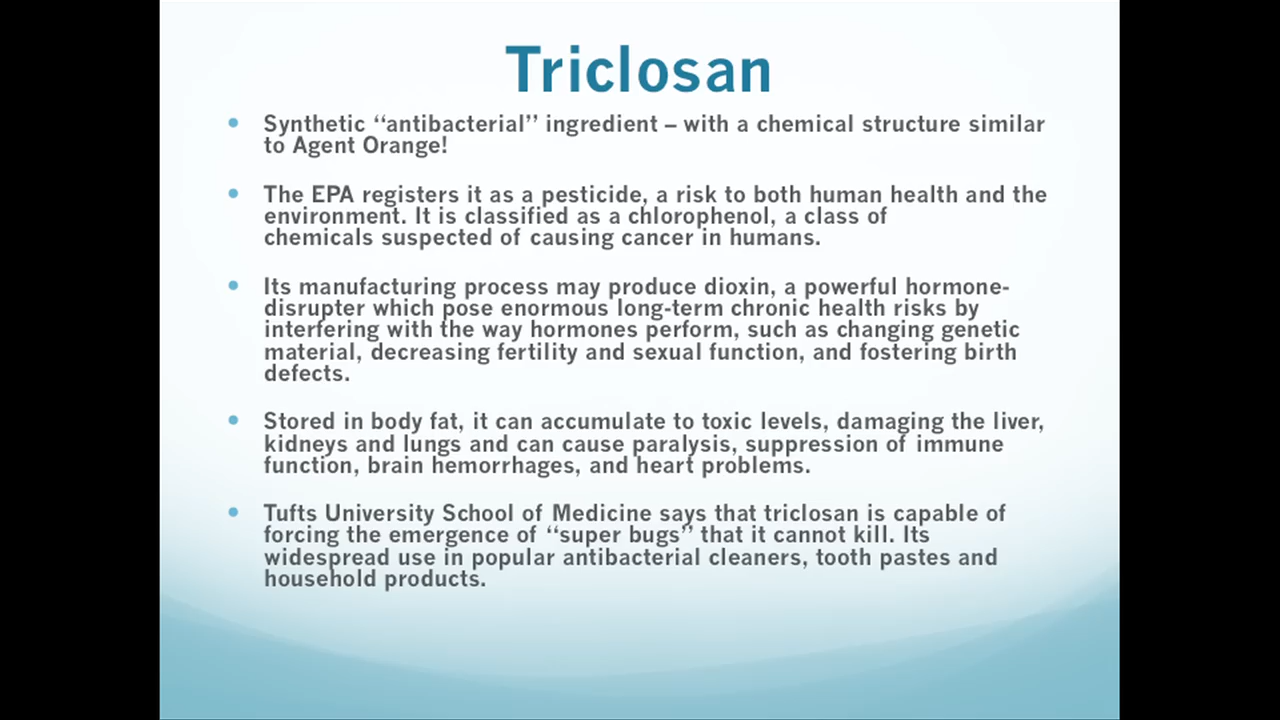 Triclosan
• Synthetic “antibacterial” ingredient – with a chemical structure similar
to Agent Orange!
• The EPA registers it as a pesticide, a risk to both human health and the
environment. It is classified as a chlorophenol, a class of
chemicals suspected of causing cancer in humans.
• Its manufacturing process may produce dioxin, a powerful hormone-
disrupter which pose enormous long-term chronic health risks by
interfering with the way hormones perform, such as changing genetic
material, decreasing fertility and sexual function, and fostering birth
defects.
• Stored in body fat, it can accumulate to toxic levels, damaging the liver,
kidneys and lungs and can cause paralysis, suppression of immune
function, brain hemorrhages, and heart problems.
• Tufts University School of Medicine says that triclosan is capable of
forcing the emergence of “super bugs” that it cannot kill. Its
widespread use in popular antibacterial cleaners, tooth pastes and
household products.